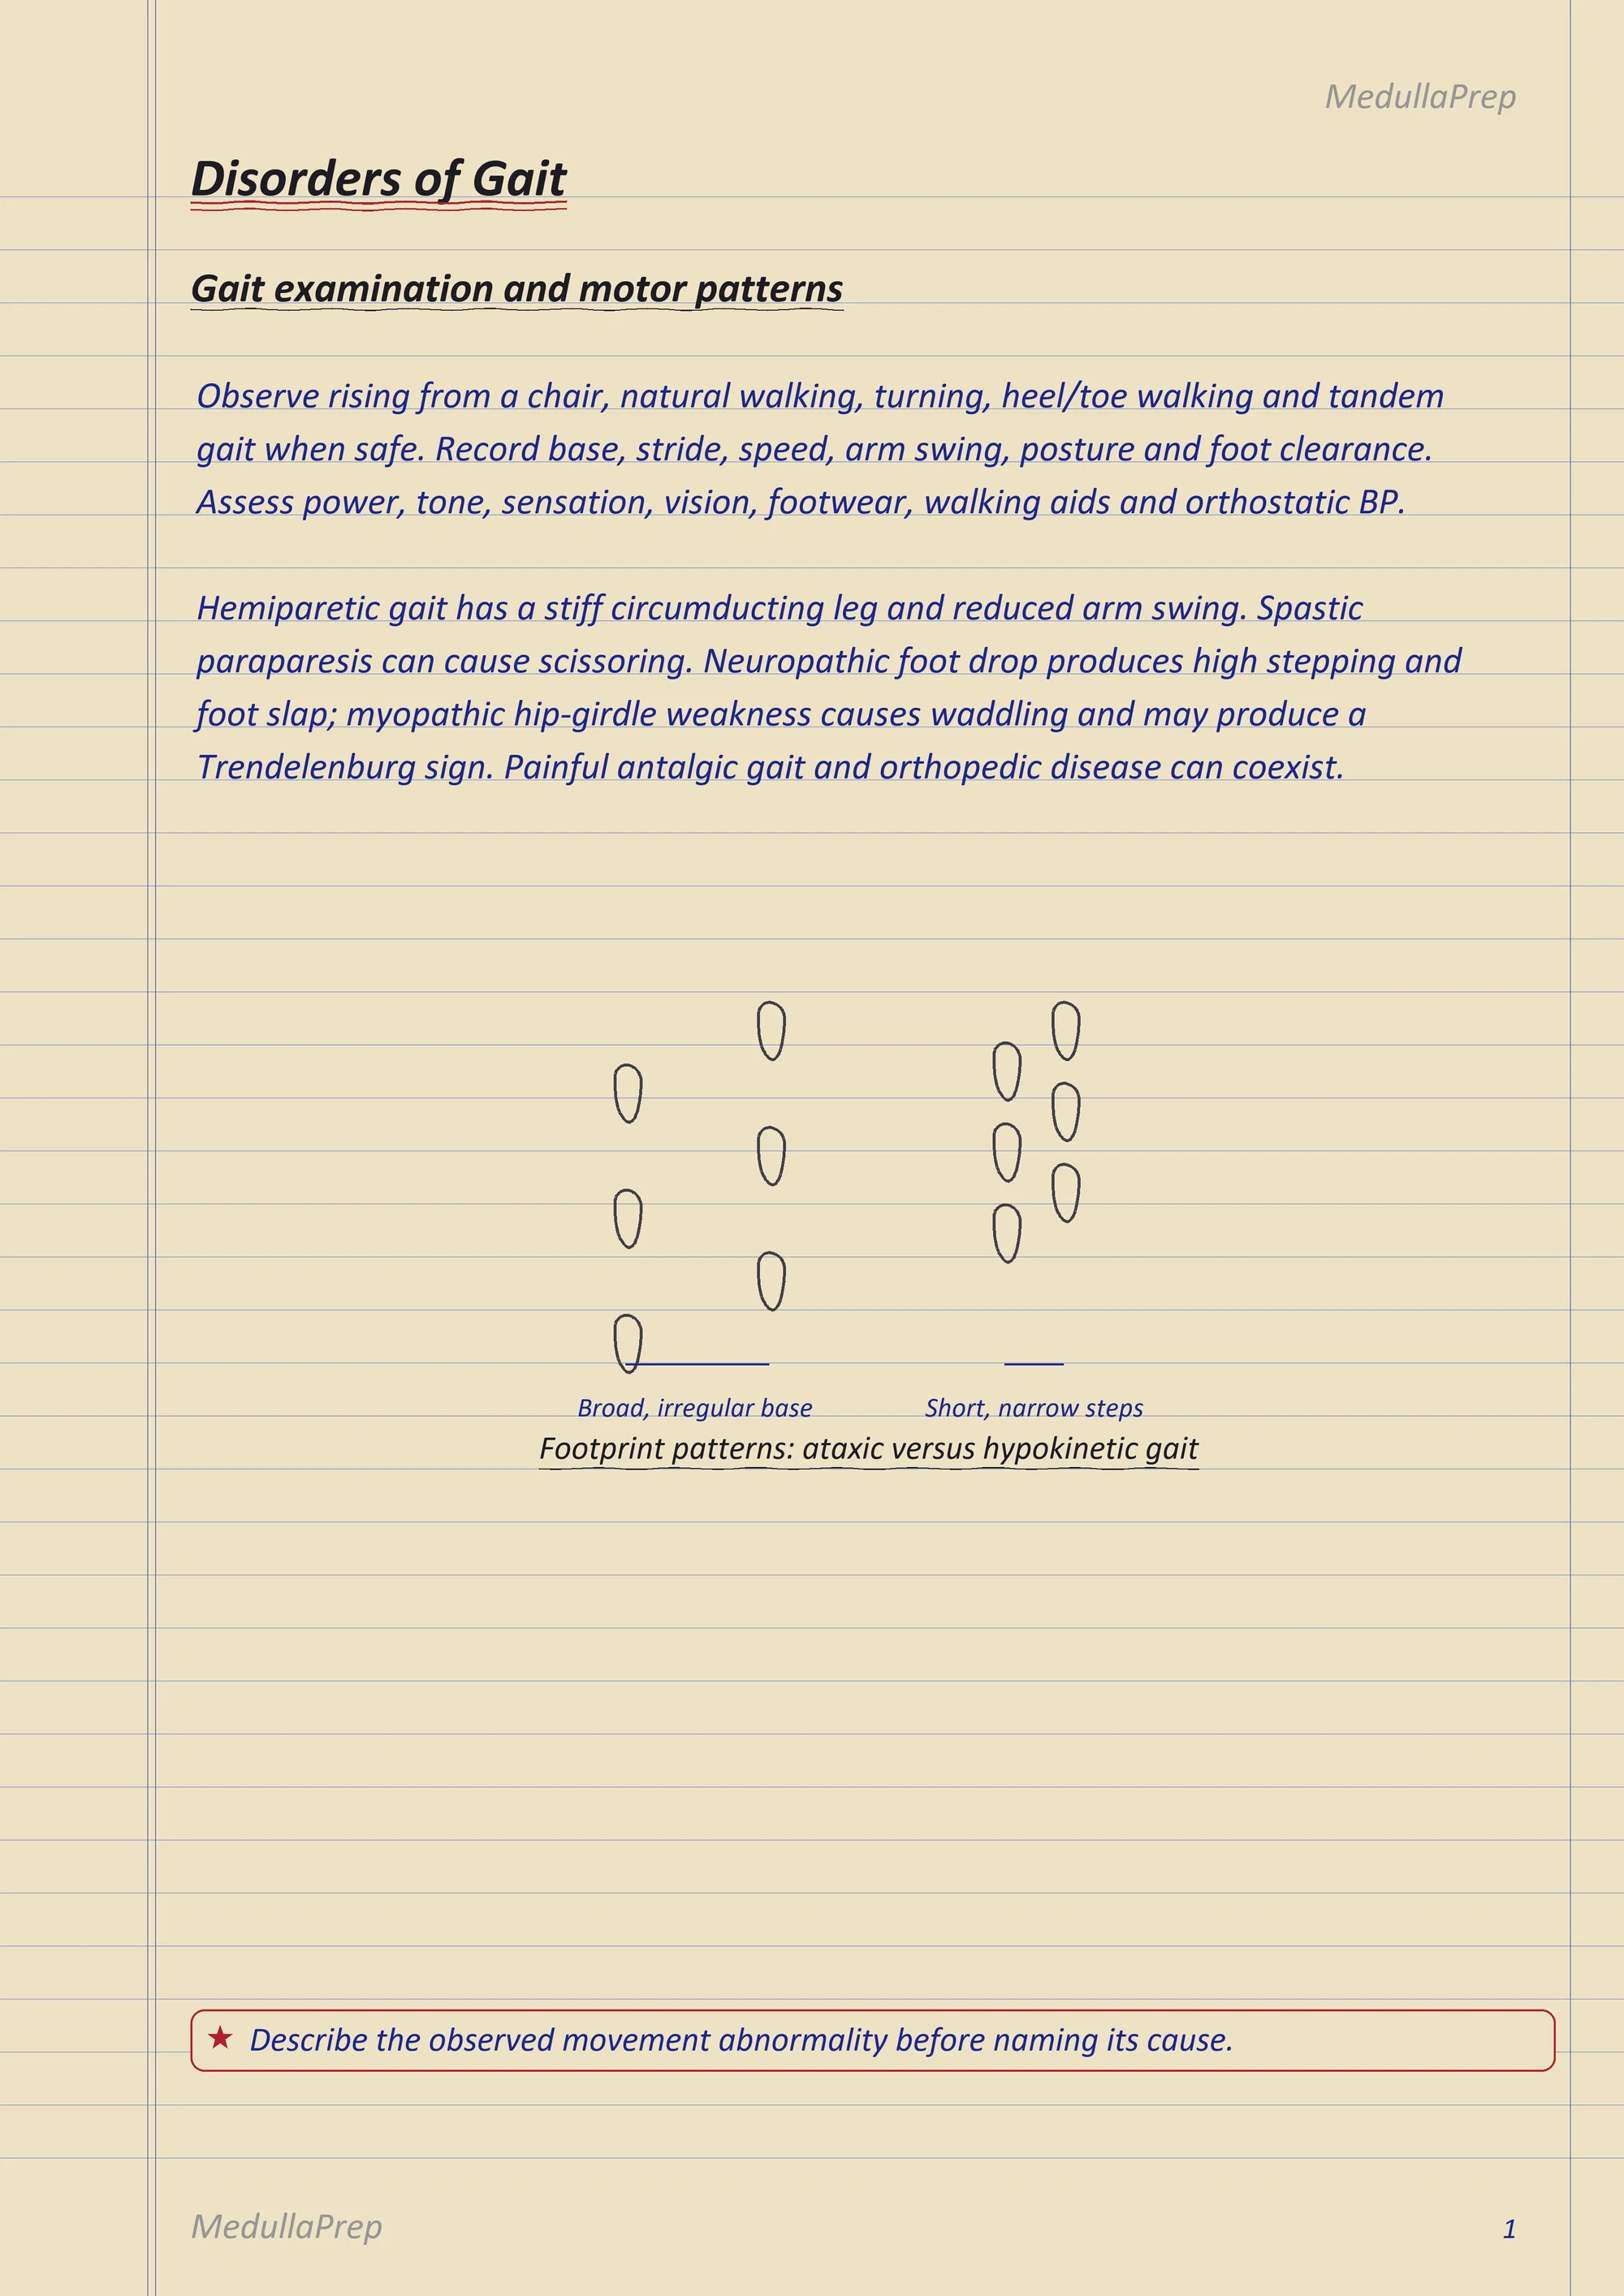 MedullaPrep
Disorders of Gait
Gait examination and motor patterns
Observe rising from a chair, natural walking, turning, heel/toe walking and tandem
gait when safe. Record base, stride, speed, arm swing, posture and foot clearance.
Assess power, tone, sensation, vision, footwear, walking aids and orthostatic BP.
Hemiparetic gait has a stiff circumducting leg and reduced arm swing. Spastic
paraparesis can cause scissoring. Neuropathic foot drop produces high stepping and
foot slap; myopathic hip-girdle weakness causes waddling and may produce a
Trendelenburg sign. Painful antalgic gait and orthopedic disease can coexist.
Broad, irregular base
Short, narrow steps
Footprint patterns: ataxic versus hypokinetic gait
★ Describe the observed movement abnormality before naming its cause.
MedullaPrep
1